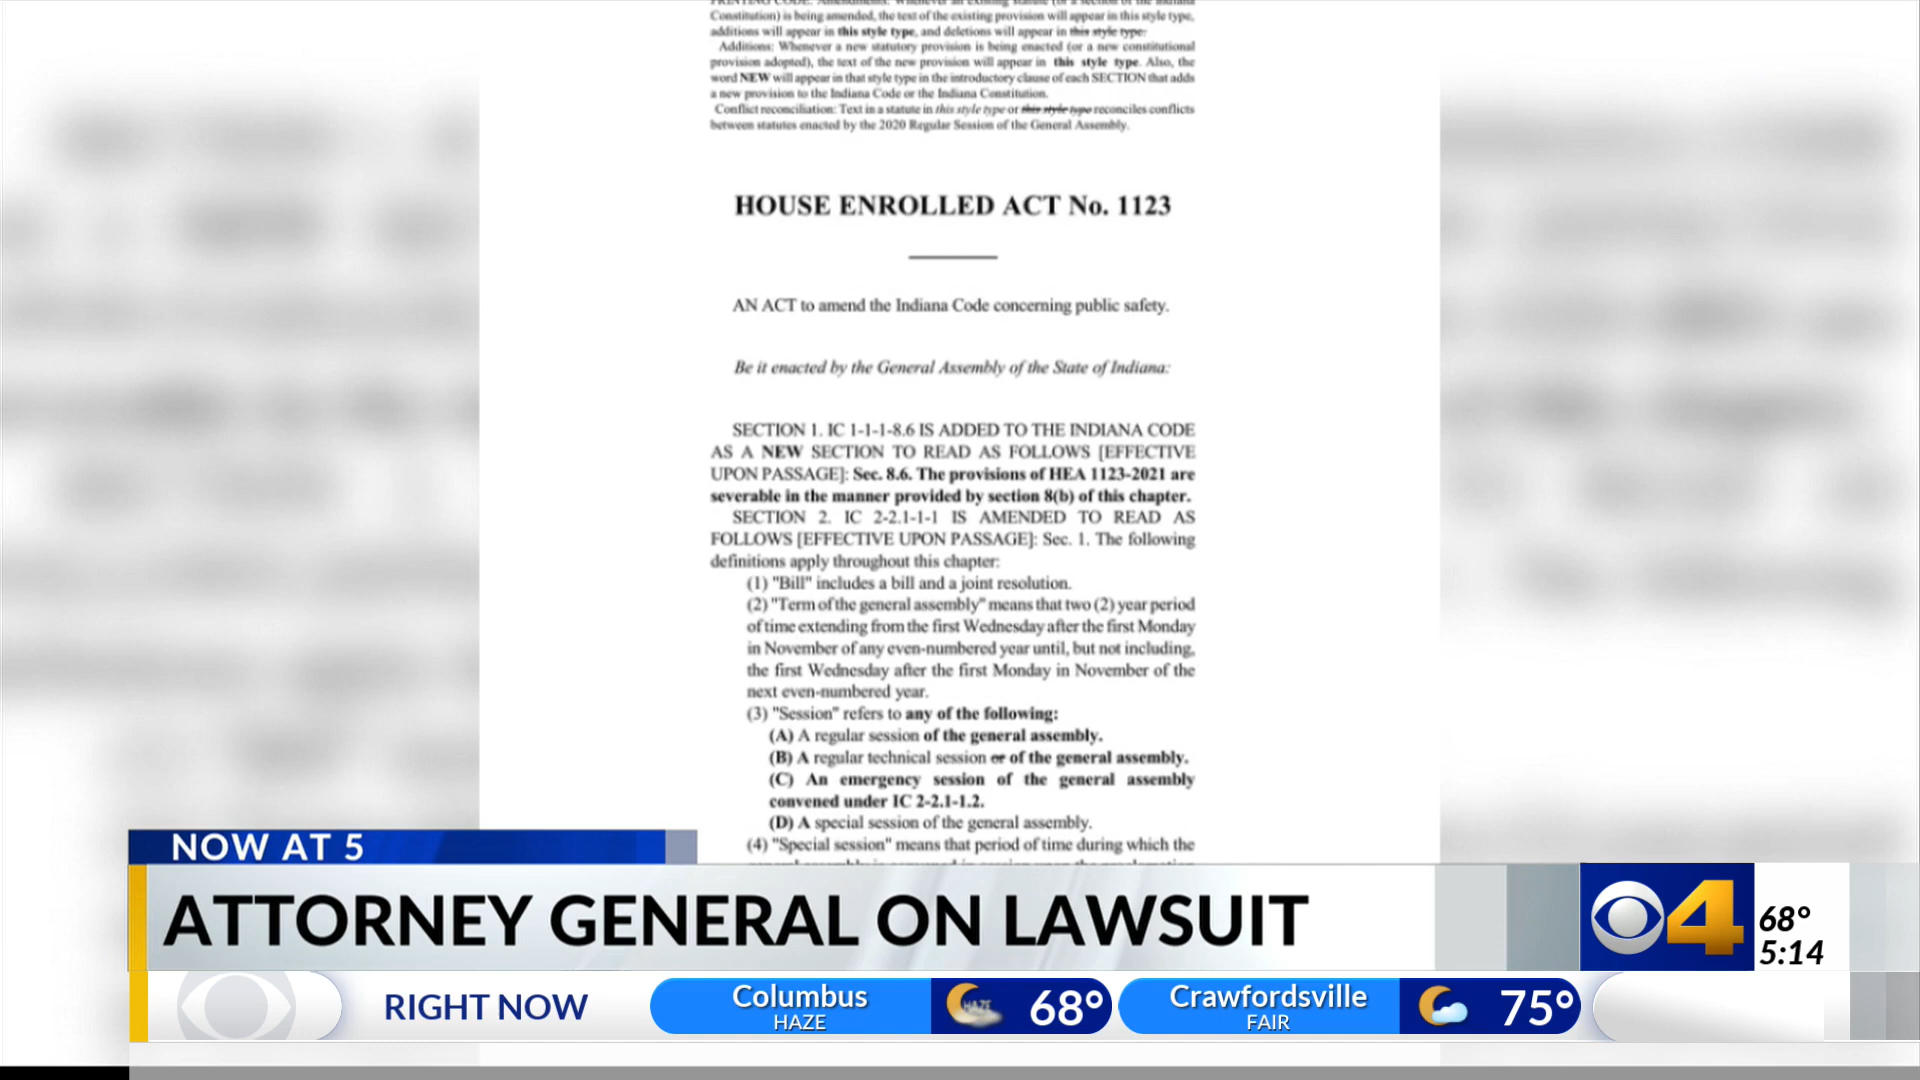 Constitution) is being amended, the text of the existing provision will appear in this style type,
additions will appear in this style type, and deletions will appear in this style type.
Additions: Whenever a new statutory provision is being enacted (or a new constitutional
provision adopted), the text of the new provision will appear in this style type. Also, the
word NEW will appear in that style type in the introductory clause of each SECTION that adds
a new provision to the Indiana Code or the Indiana Constitution.
Conflict reconciliation: Text in a statute in this style type or this style type reconciles conflicts
between statutes enacted by the 2020 Regular Session of the General Assembly.
HOUSE ENROLLED ACT No. 1123
AN ACT to amend the Indiana Code concerning public safety.
Be it enacted by the General Assembly of the State of Indiana:
SECTION 1. IC 1-1-1-8.6 IS ADDED TO THE INDIANA CODE
AS A NEW SECTION TO READ AS FOLLOWS [EFFECTIVE
UPON PASSAGE]: Sec. 8.6. The provisions of HEA 1123-2021 are
severable in the manner provided by section 8(b) of this chapter.
SECTION 2. IC 2-2.1-1-1 IS AMENDED TO READ AS
FOLLOWS [EFFECTIVE UPON PASSAGE]: Sec. 1. The following
definitions apply throughout this chapter:
(1) "Bill" includes a bill and a joint resolution.
(2) "Term of the general assembly" means that two (2) year period
of time extending from the first Wednesday after the first Monday
in November of any even-numbered year until, but not including,
the first Wednesday after the first Monday in November of the
next even-numbered year.
(3) "Session" refers to any of the following:
(A) A regular session of the general assembly.
(B) A regular technical session or of the general assembly.
(C) An emergency session of the general assembly
convened under IC 2-2.1-1.2.
(D) A special session of the general assembly.
(4) "Special session" means that period of time during which the
NOW AT 5
ATTORNEY GENERAL ON LAWSUIT
4
68°
5:14
RIGHT NOW
Columbus
HAZE
HAZE
68°
Crawfordsville
FAIR
75°